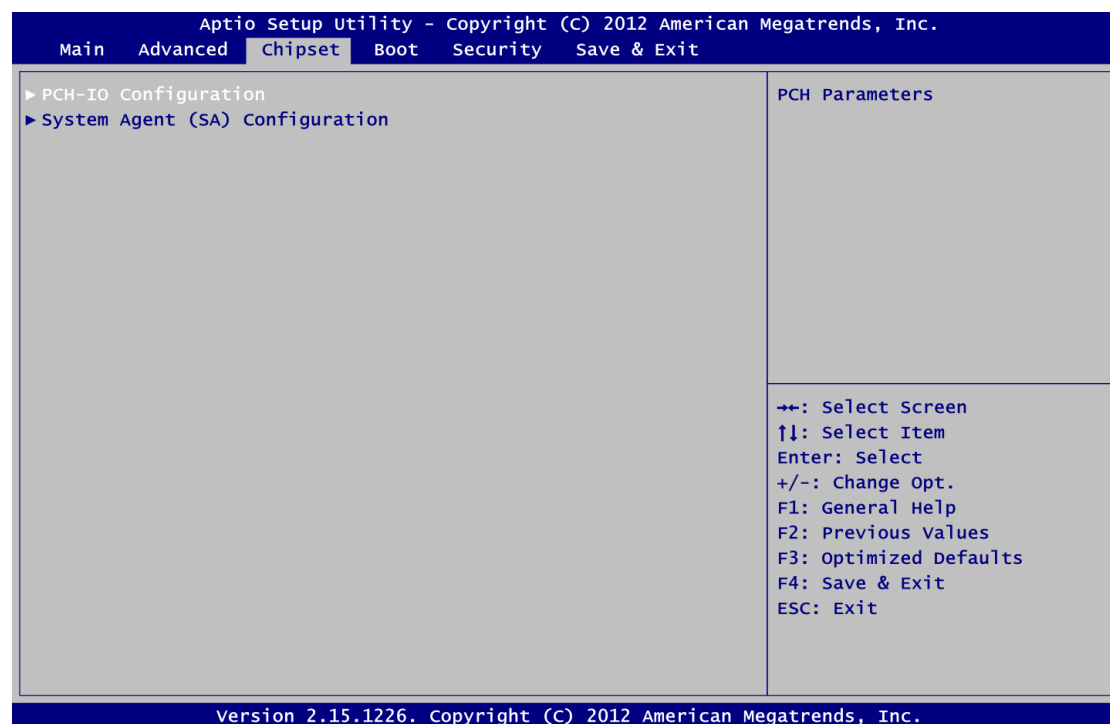 Aptio Setup Utility - Copyright (C) 2012 American Megatrends, Inc.
Main Advanced Chipset Boot Security Save & Exit
►PCH-IO Configuration
►System Agent (SA) Configuration
PCH Parameters
→←: Select Screen
↑↓: Select Item
Enter: Select
+/-: Change Opt.
F1: General Help
F2: Previous Values
F3: Optimized Defaults
F4: Save & Exit
ESC: Exit
Version 2.15.1226. Copyright (C) 2012 American Megatrends, Inc.